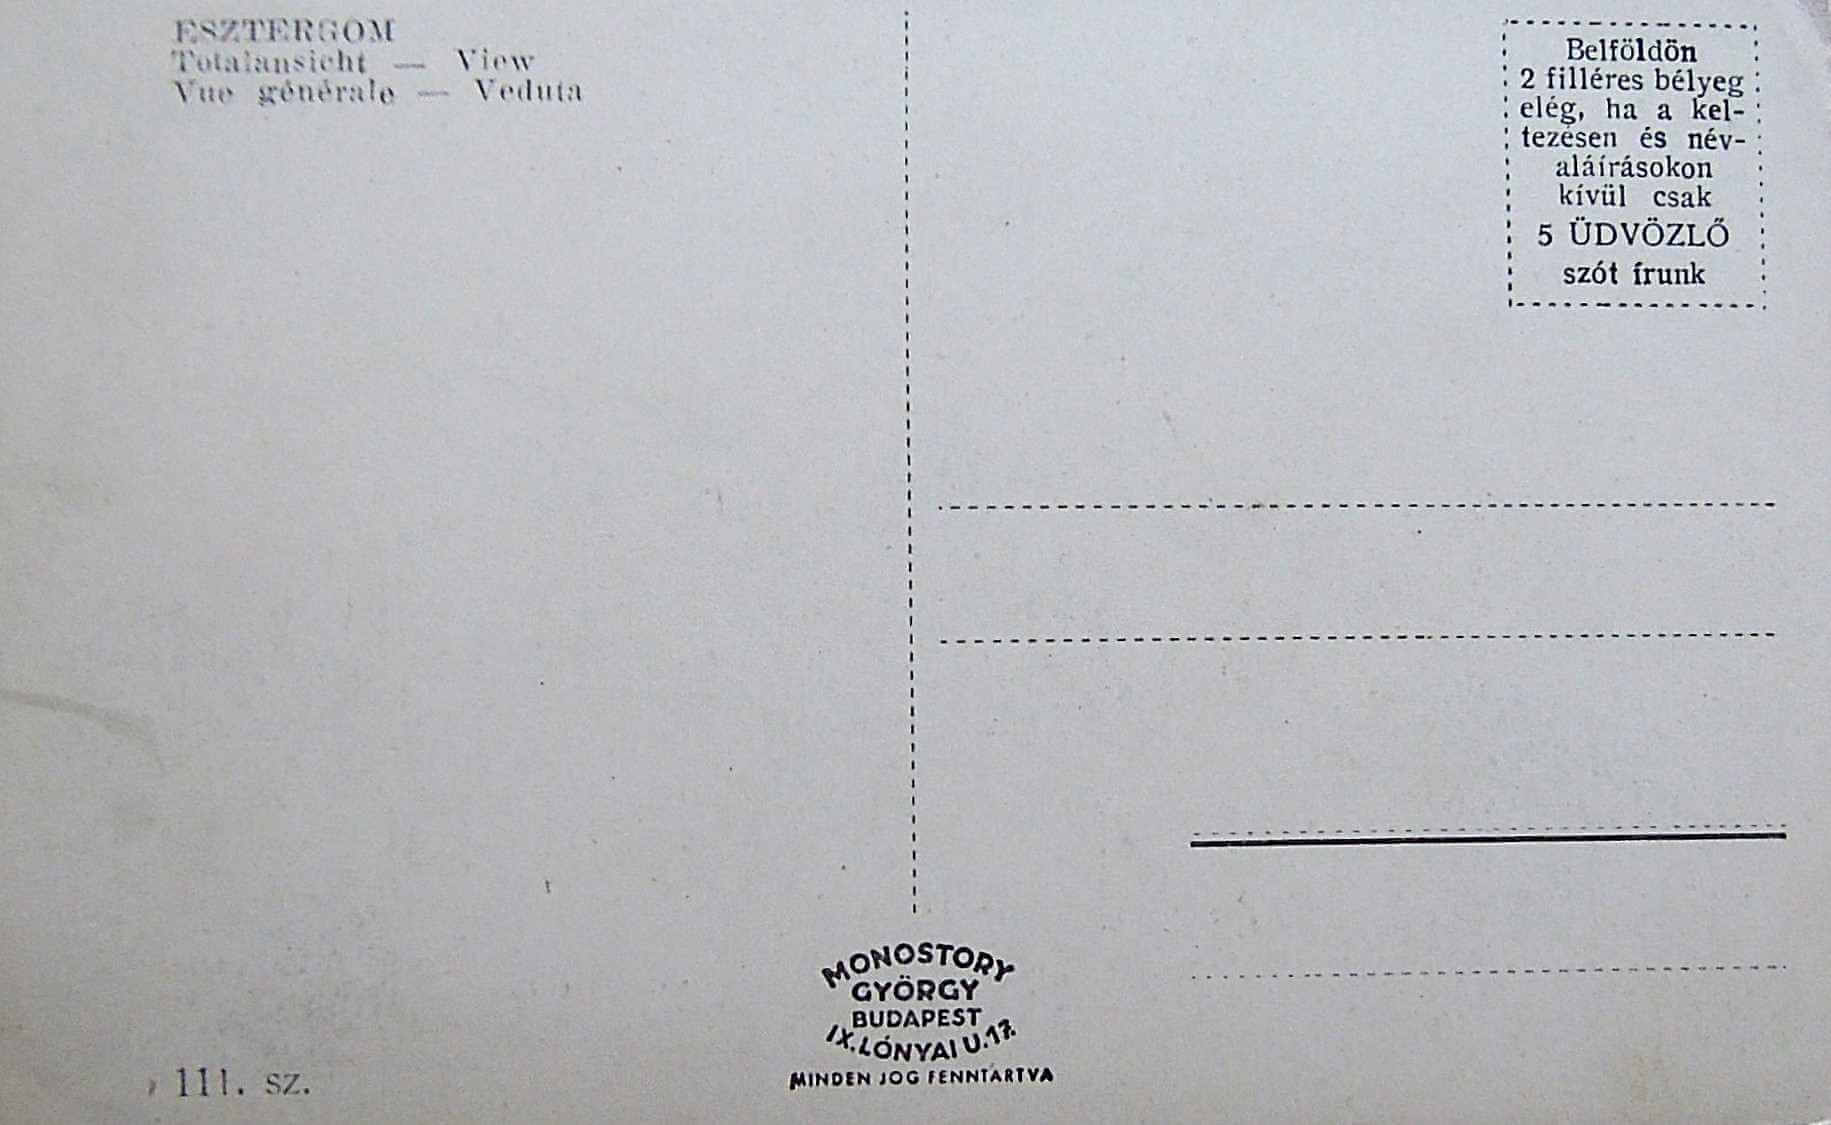 ESZTERGOM
Totalansicht — View
Vue générale — Veduta
Belföldön
2 filléres bélyeg
elég, ha a kel-
tezésen és név-
aláírásokon
kívül csak
5 ÜDVÖZLŐ
szót írunk
MONOSTORY
GYÖRGY
BUDAPEST
IX. LÓNYAI U. 17.
MINDEN JOG FENNTARTVA
111. sz.